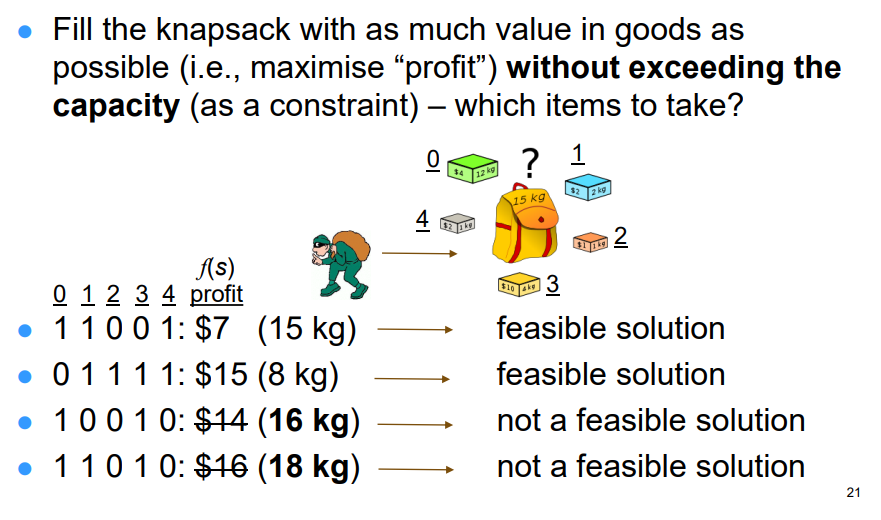 Fill the knapsack with as much value in goods as
possible (i.e., maximise “profit”) without exceeding the
capacity (as a constraint) – which items to take?
0 $4 12 kg ? 1 $2 2 kg
15 kg
4 $2 1 kg $1 1 kg 2
$10 4 kg 3
f(s)
0 1 2 3 4 profit
1 1 0 0 1: $7 (15 kg) feasible solution
0 1 1 1 1: $15 (8 kg) feasible solution
1 0 0 1 0: $14 (16 kg) not a feasible solution
1 1 0 1 0: $16 (18 kg) not a feasible solution
21